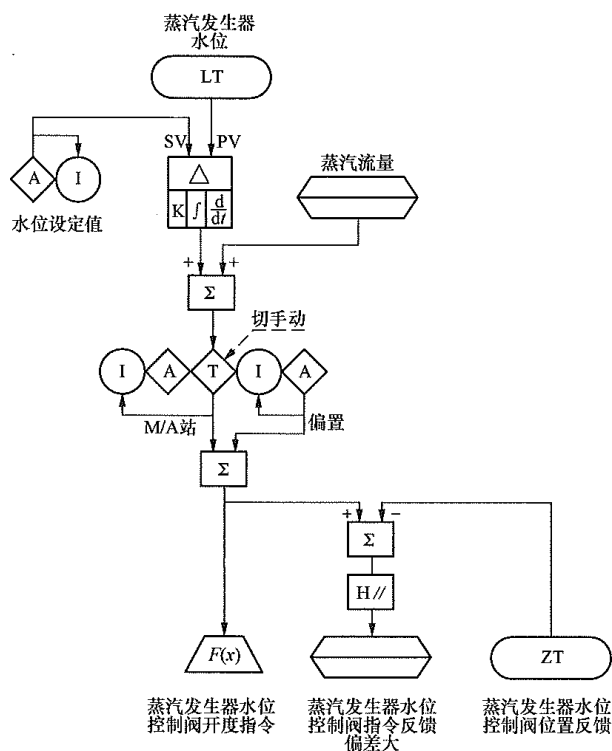 蒸汽发生器
水位
LT
SV
PV
A
I
水位设定值
△
K
∫
d/dt
蒸汽流量
+
+
Σ
切手动
I
A
T
I
A
M/A站
偏置
Σ
+
−
Σ
H//
F(x)
ZT
蒸汽发生器水位
控制阀开度指令
蒸汽发生器水位
控制阀指令反馈
偏差大
蒸汽发生器水位
控制阀位置反馈